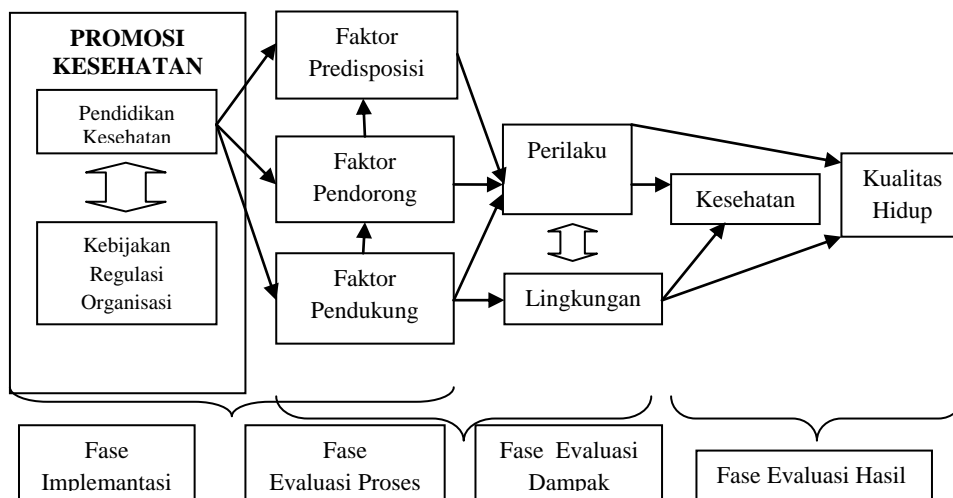 PROMOSI
KESEHATAN
Pendidikan
Kesehatan
Kebijakan
Regulasi
Organisasi
Faktor
Predisposisi
Faktor
Pendorong
Faktor
Pendukung
Perilaku
Lingkungan
Kesehatan
Kualitas
Hidup
Fase
Implemantasi
Fase
Evaluasi Proses
Fase Evaluasi
Dampak
Fase Evaluasi Hasil